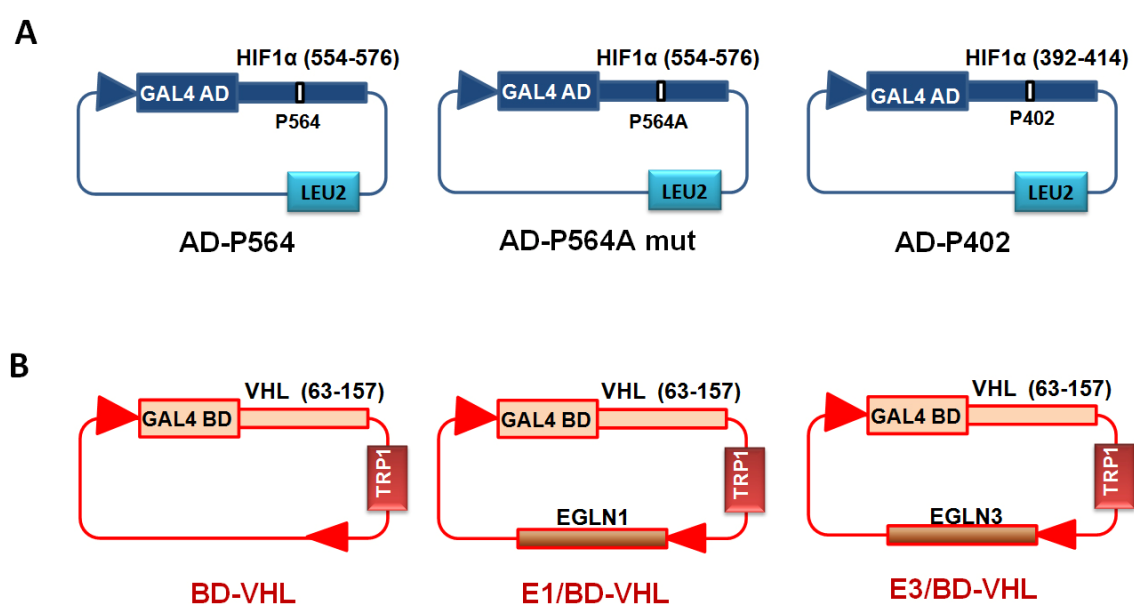 A
HIF1α (554-576)
GAL4 AD
P564
LEU2
AD-P564
HIF1α (554-576)
GAL4 AD
P564A
LEU2
AD-P564A mut
HIF1α (392-414)
GAL4 AD
P402
LEU2
AD-P402
B
VHL (63-157)
GAL4 BD
TRP1
BD-VHL
VHL (63-157)
GAL4 BD
TRP1
EGLN1
E1/BD-VHL
VHL (63-157)
GAL4 BD
TRP1
EGLN3
E3/BD-VHL